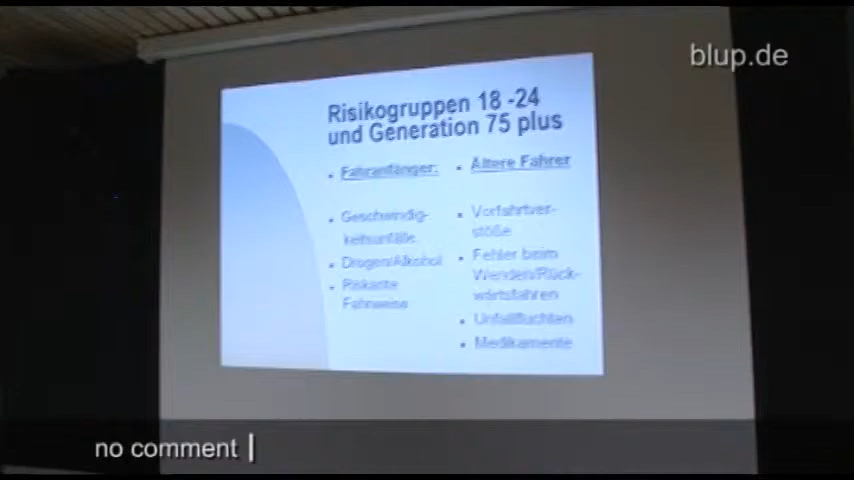 blup.de
Risikogruppen 18 -24
und Generation 75 plus
• Fahranfänger:
• Geschwindig-
keitsunfälle
• Drogen/Alkohol
• Riskante
Fahrweise
• Ältere Fahrer
• Vorfahrtver-
stöße
• Fehler beim
Wenden/Rück-
wärtsfahren
• Unfallfluchten
• Medikamente
no comment |